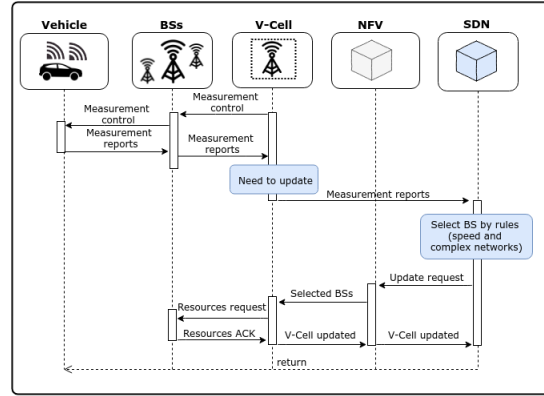 Vehicle
BSs
V-Cell
NFV
SDN
Measurement
control
Measurement
control
Measurement
reports
Measurement
reports
Need to update
Measurement reports
Select BS by rules
(speed and
complex networks)
Update request
Selected BSs
Resources request
Resources ACK
V-Cell updated
V-Cell updated
return